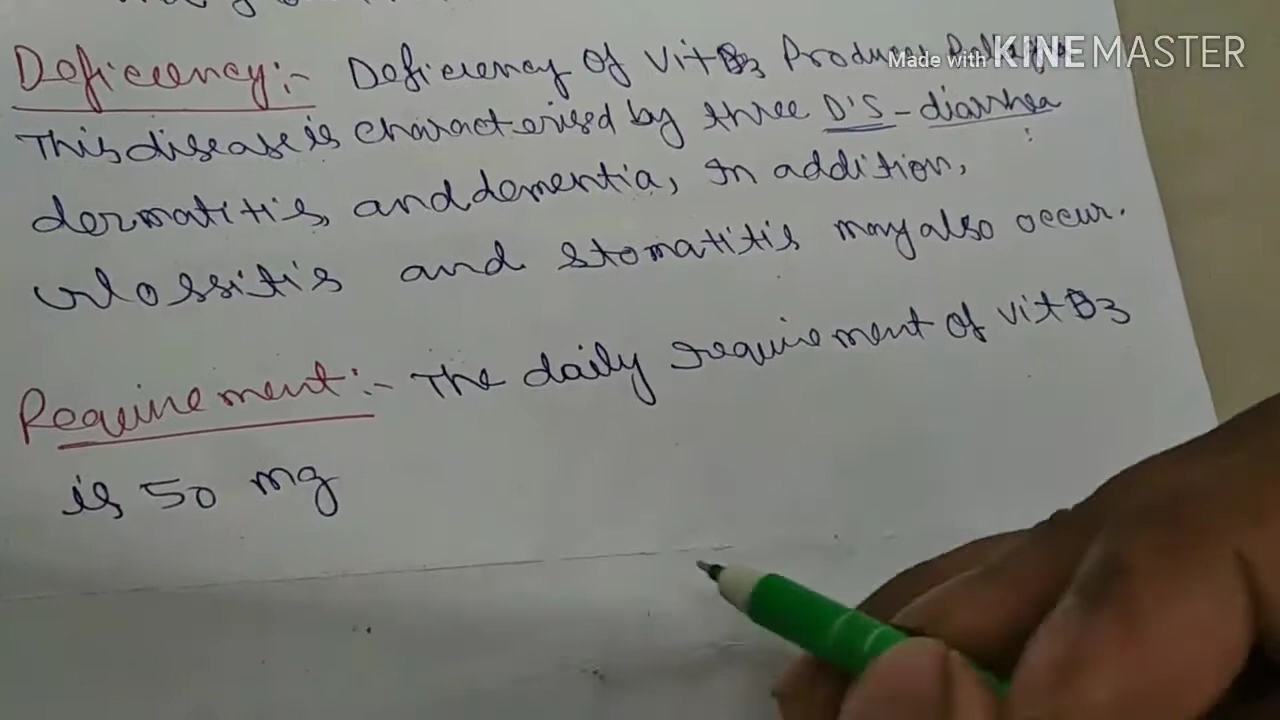 Deficiency:- Deficiency of Vit B3 Produces
Made with KINEMASTER
This disease is characterised by three D'S - diarrhea
dermatitis, and dementia, In addition,
Glossitis and stomatitis may also occur.
Requirement:- The daily requirement of Vit B3
is 50 mg